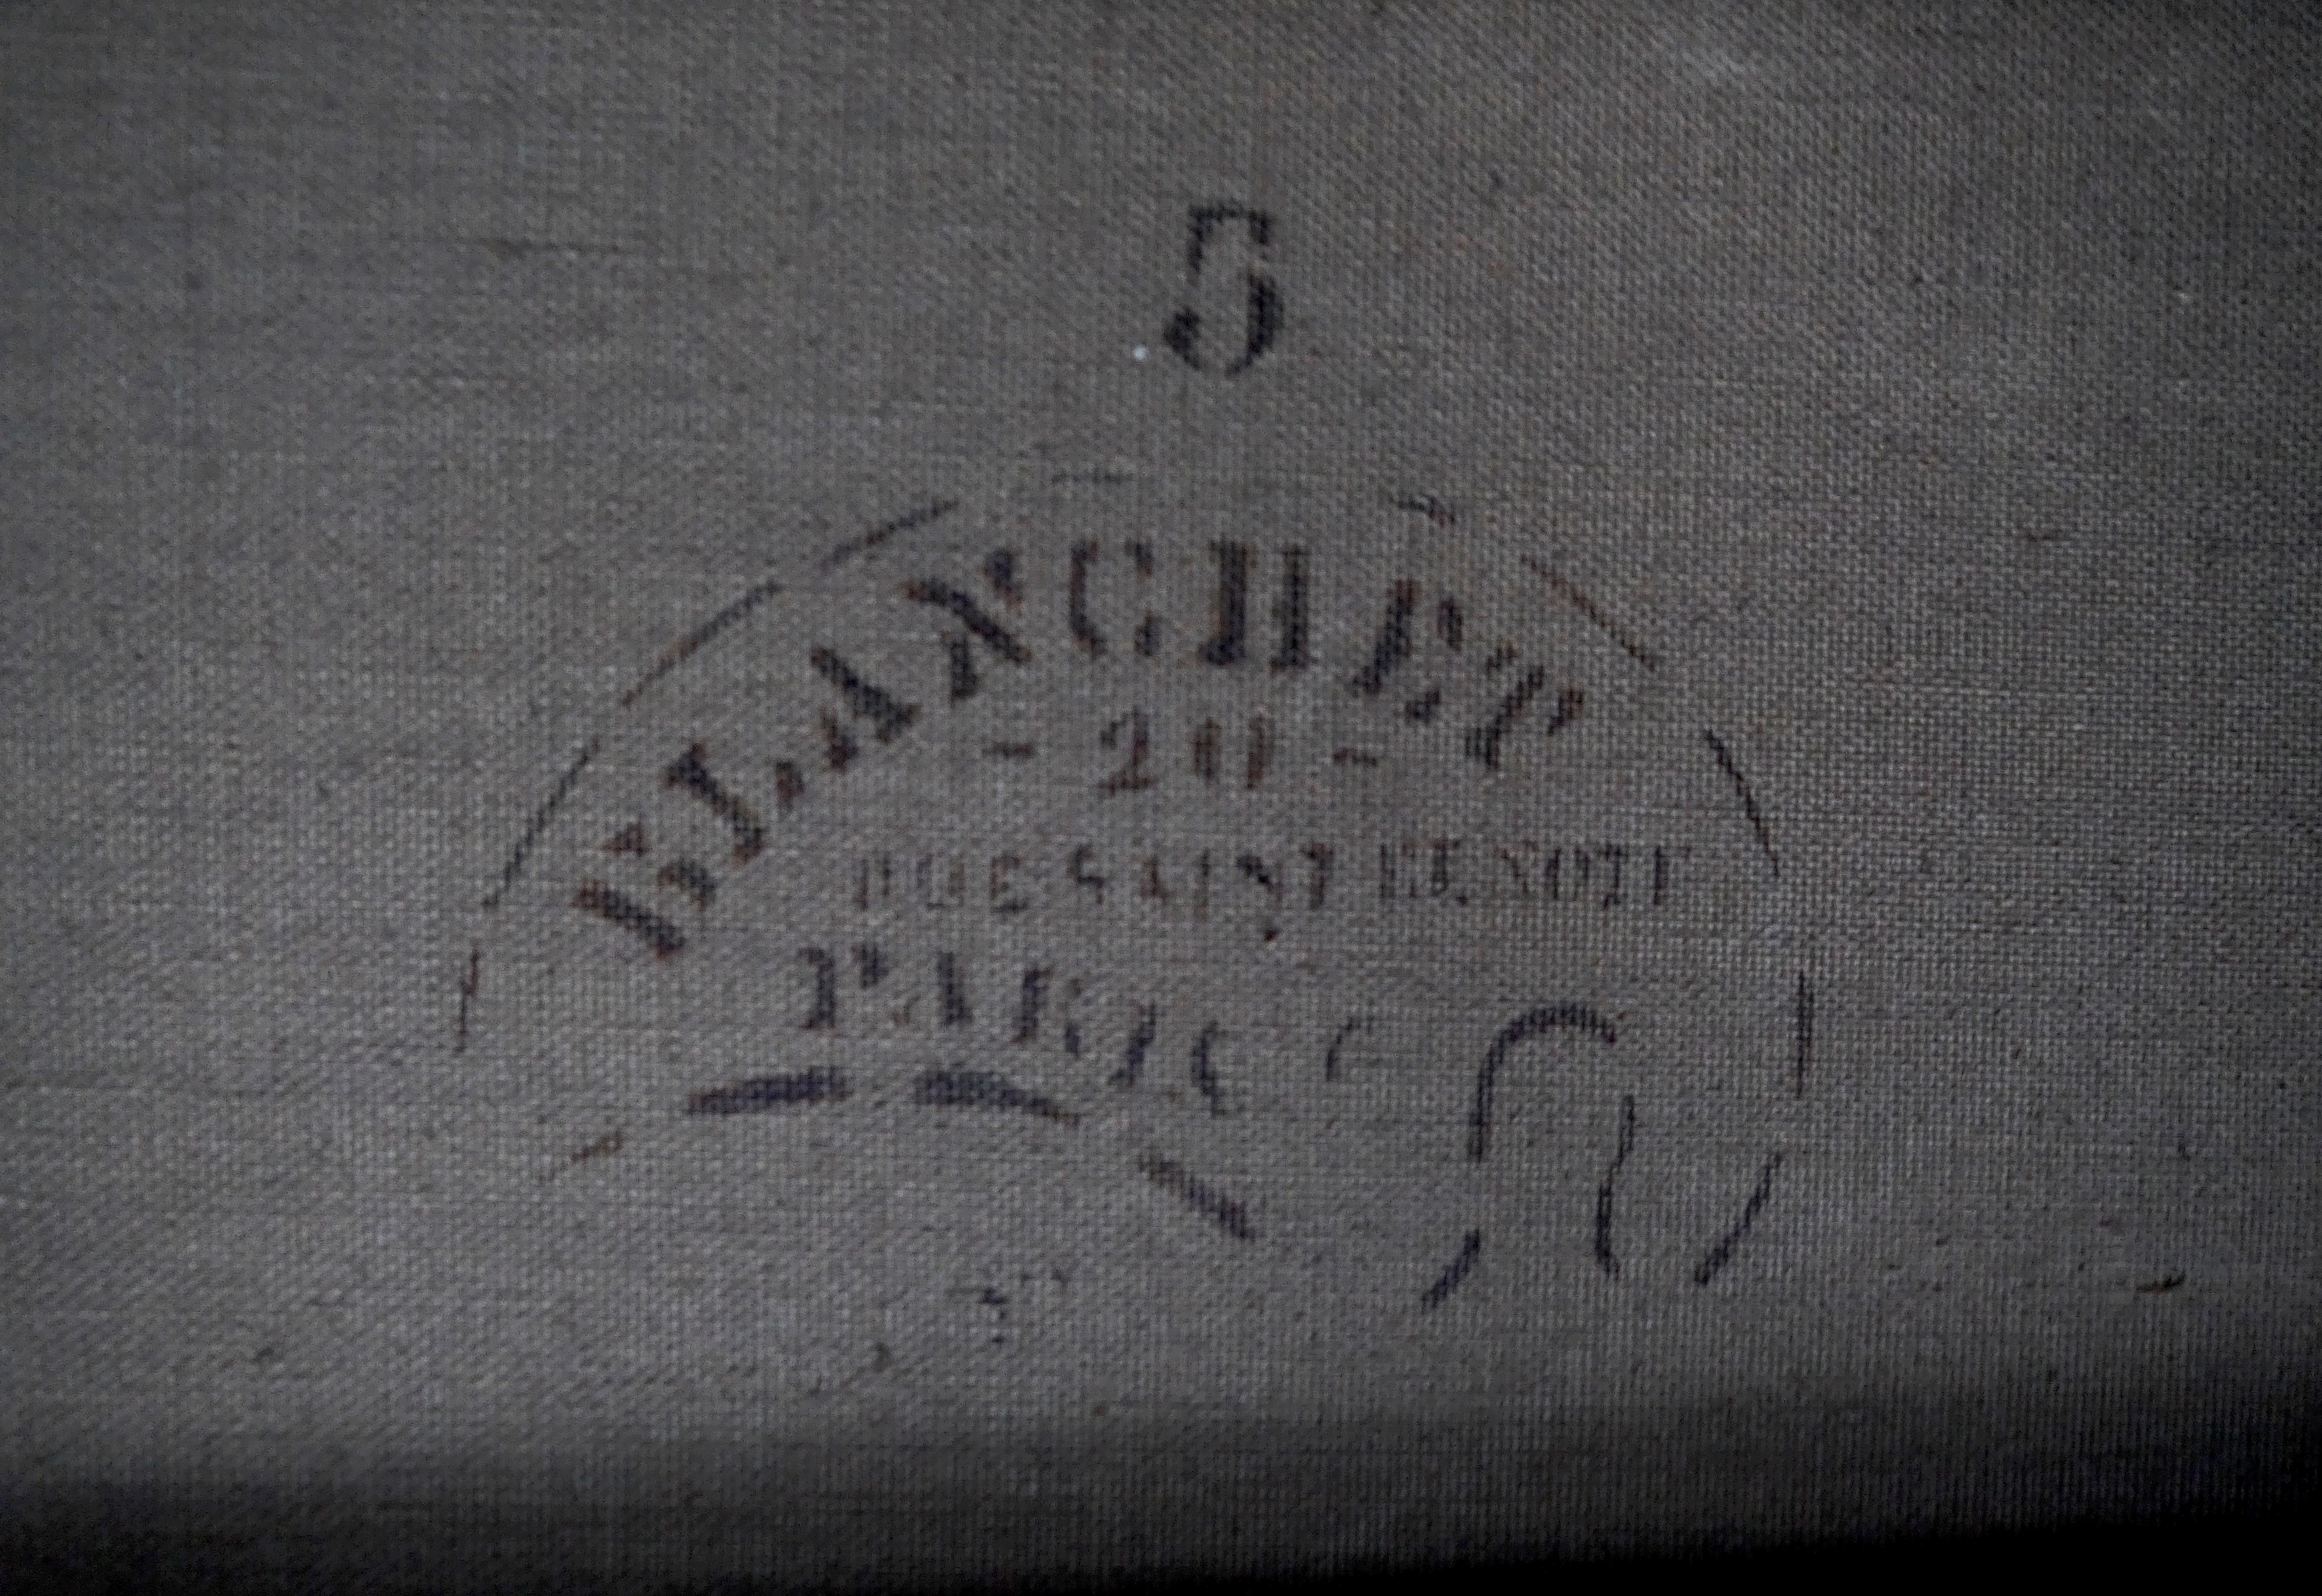 5
BLANCHET
- 20 -
RUE SAINT BENOIT
PARIS